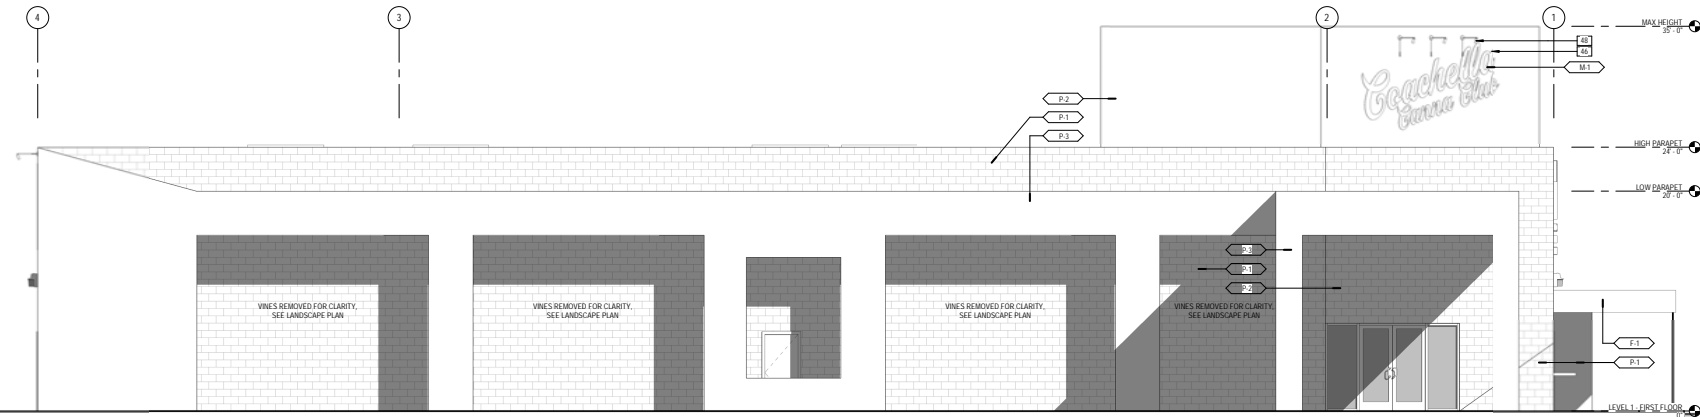 4
3
2
1
MAX HEIGHT
35' - 0"
48
46
M-1
Coachella
Canna Club
P-2
P-1
P-3
HIGH PARAPET
24' - 0"
LOW PARAPET
20' - 0"
P-3
P-1
P-2
VINES REMOVED FOR CLARITY,
SEE LANDSCAPE PLAN
VINES REMOVED FOR CLARITY,
SEE LANDSCAPE PLAN
VINES REMOVED FOR CLARITY,
SEE LANDSCAPE PLAN
VINES REMOVED FOR CLARITY,
SEE LANDSCAPE PLAN
F-1
P-1
LEVEL 1 - FIRST FLOOR